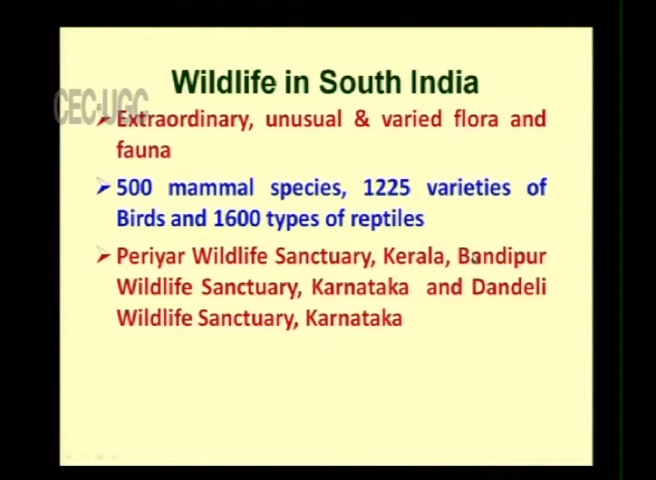 Wildlife in South India
CEC-UGC
➢ Extraordinary, unusual & varied flora and
fauna
➢ 500 mammal species, 1225 varieties of
Birds and 1600 types of reptiles
➢ Periyar Wildlife Sanctuary, Kerala, Bandipur
Wildlife Sanctuary, Karnataka and Dandeli
Wildlife Sanctuary, Karnataka